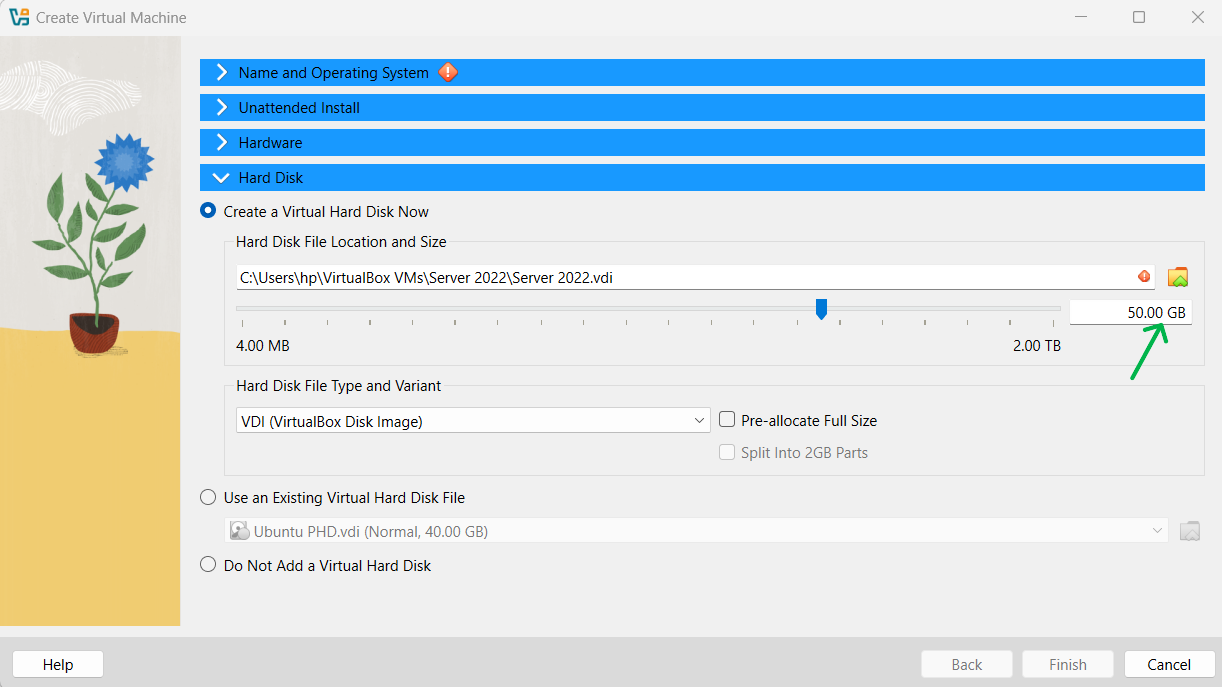 Create Virtual Machine
Name and Operating System
Unattended Install
Hardware
Hard Disk
Create a Virtual Hard Disk Now
Hard Disk File Location and Size
C:\Users\hp\VirtualBox VMs\Server 2022\Server 2022.vdi
50.00 GB
4.00 MB 2.00 TB
Hard Disk File Type and Variant
VDI (VirtualBox Disk Image) Pre-allocate Full Size
Split Into 2GB Parts
Use an Existing Virtual Hard Disk File
Ubuntu PHD.vdi (Normal, 40.00 GB)
Do Not Add a Virtual Hard Disk
Help Back Finish Cancel